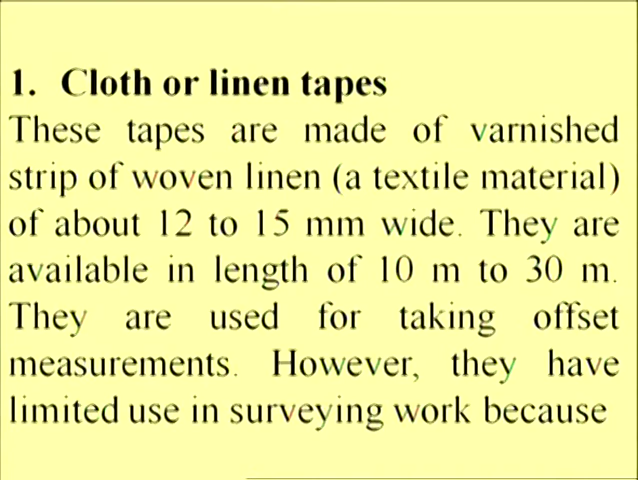 1. Cloth or linen tapes
These tapes are made of varnished
strip of woven linen (a textile material)
of about 12 to 15 mm wide. They are
available in length of 10 m to 30 m.
They are used for taking offset
measurements. However, they have
limited use in surveying work because